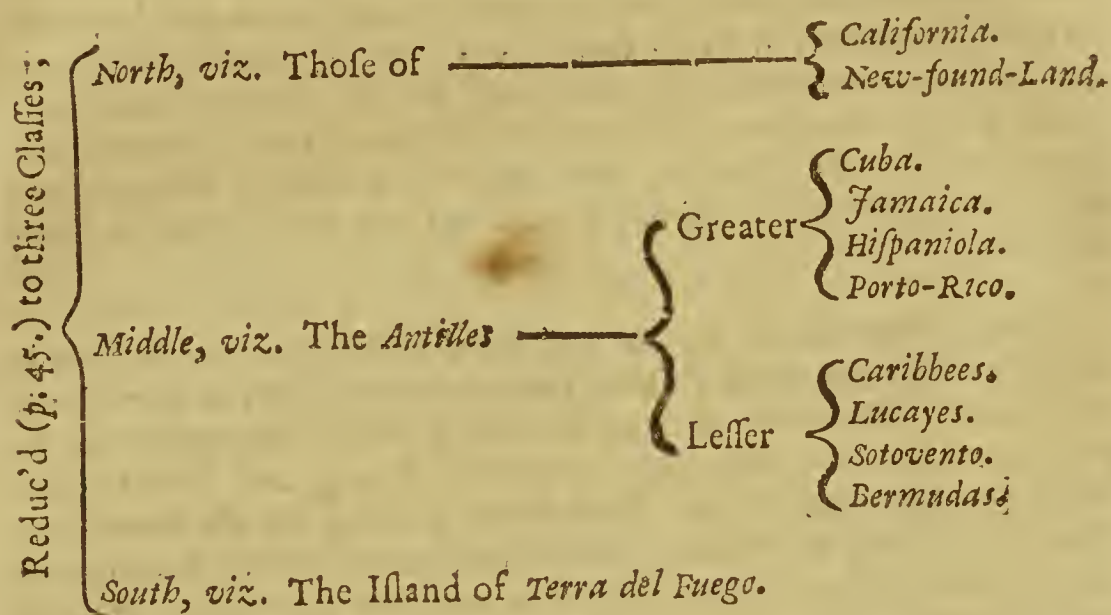 Reduc'd (p. 45.) to three Claſſes;
North, viz. Thoſe of
California.
New-found-Land.
Middle, viz. The Antilles
Greater
Cuba.
Jamaica.
Hiſpaniola.
Porto-Rico.
Leſſer
Caribbees.
Lucayes.
Sotovento.
Bermudas.
South, viz. The Iſland of Terra del Fuego.